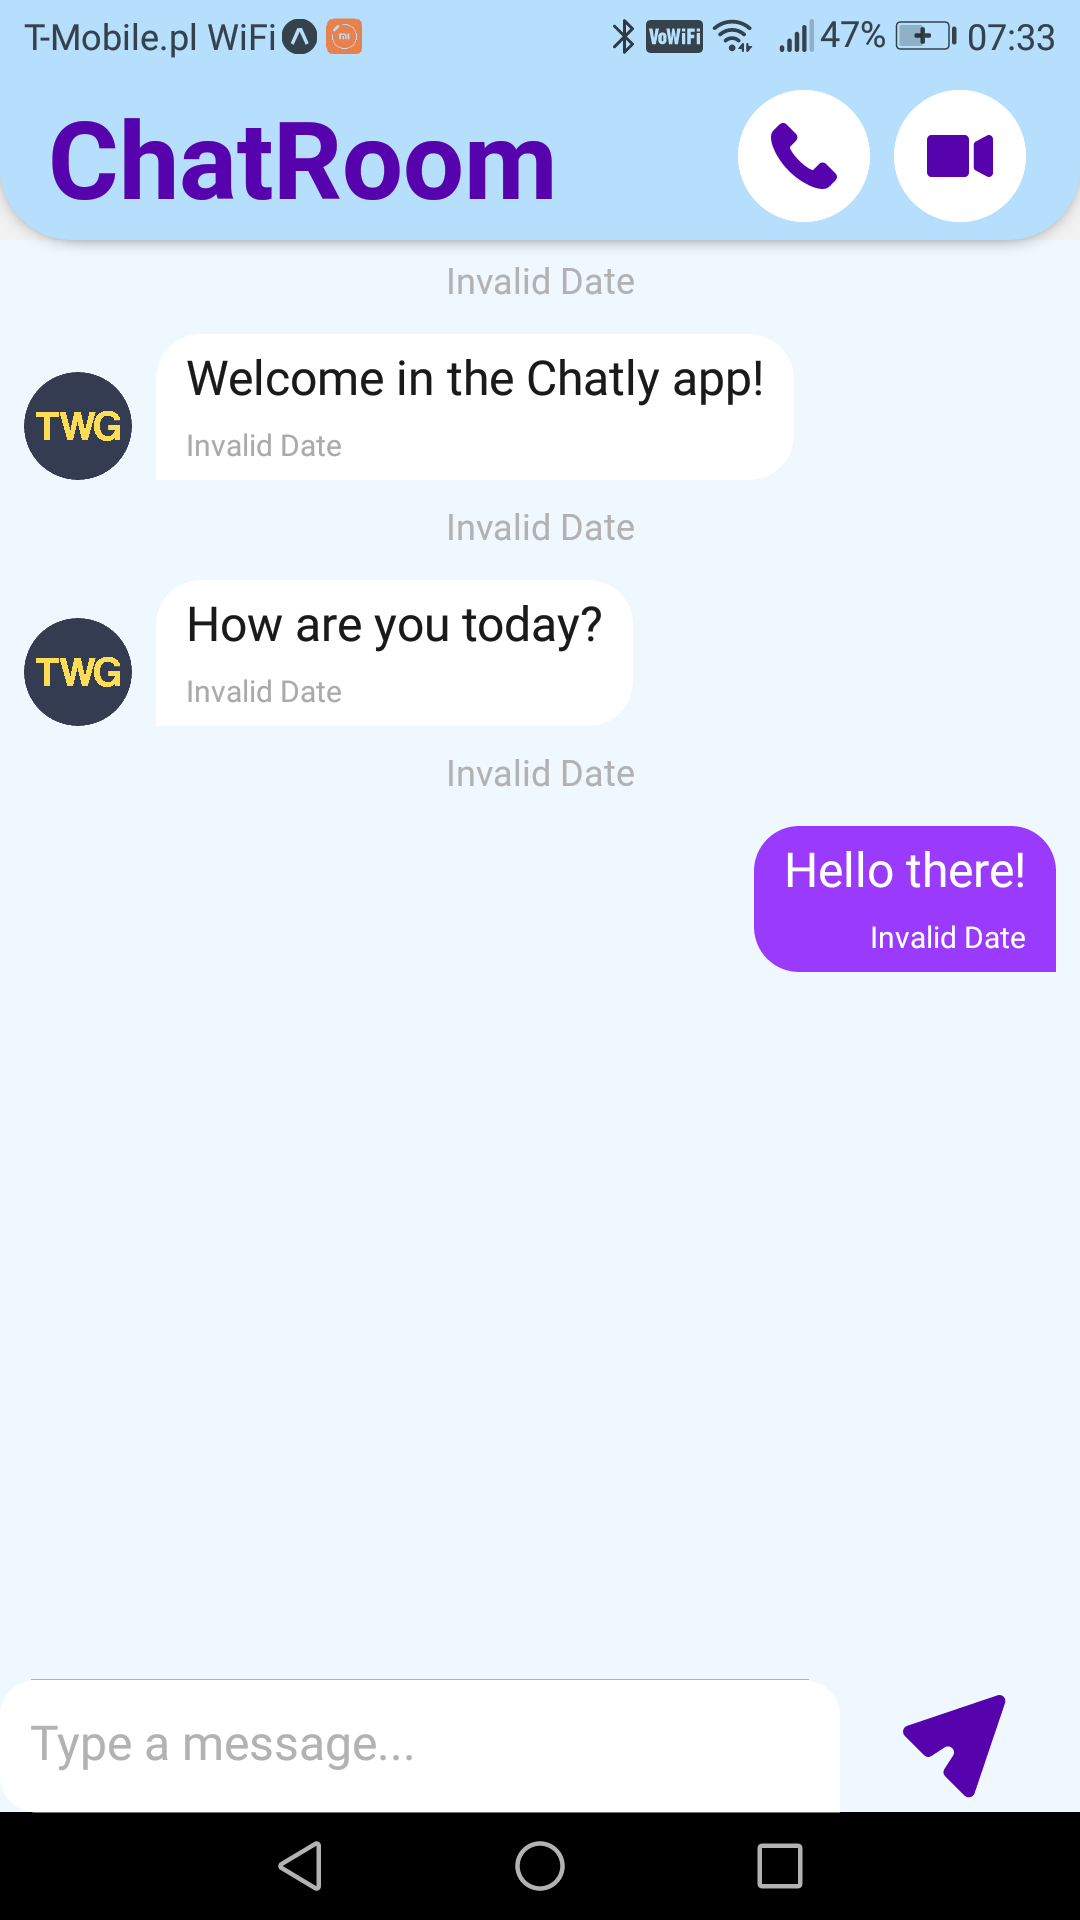 T-Mobile.pl WiFi VoWiFi 47% 07:33
ChatRoom
Invalid Date
Welcome in the Chatly app!
TWG
Invalid Date
Invalid Date
How are you today?
TWG
Invalid Date
Invalid Date
Hello there!
Invalid Date
Type a message...